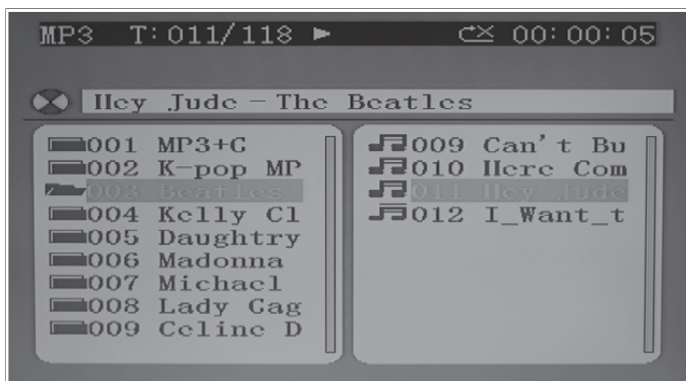 MP3 T:011/118 00:00:05
Hey Jude - The Beatles
001 MP3+G
002 K-pop MP
003 Beatles
004 Kelly Cl
005 Daughtry
006 Madonna
007 Michael
008 Lady Gag
009 Celine D
009 Can't Bu
010 Here Com
011 Hey Jude
012 I_Want_t